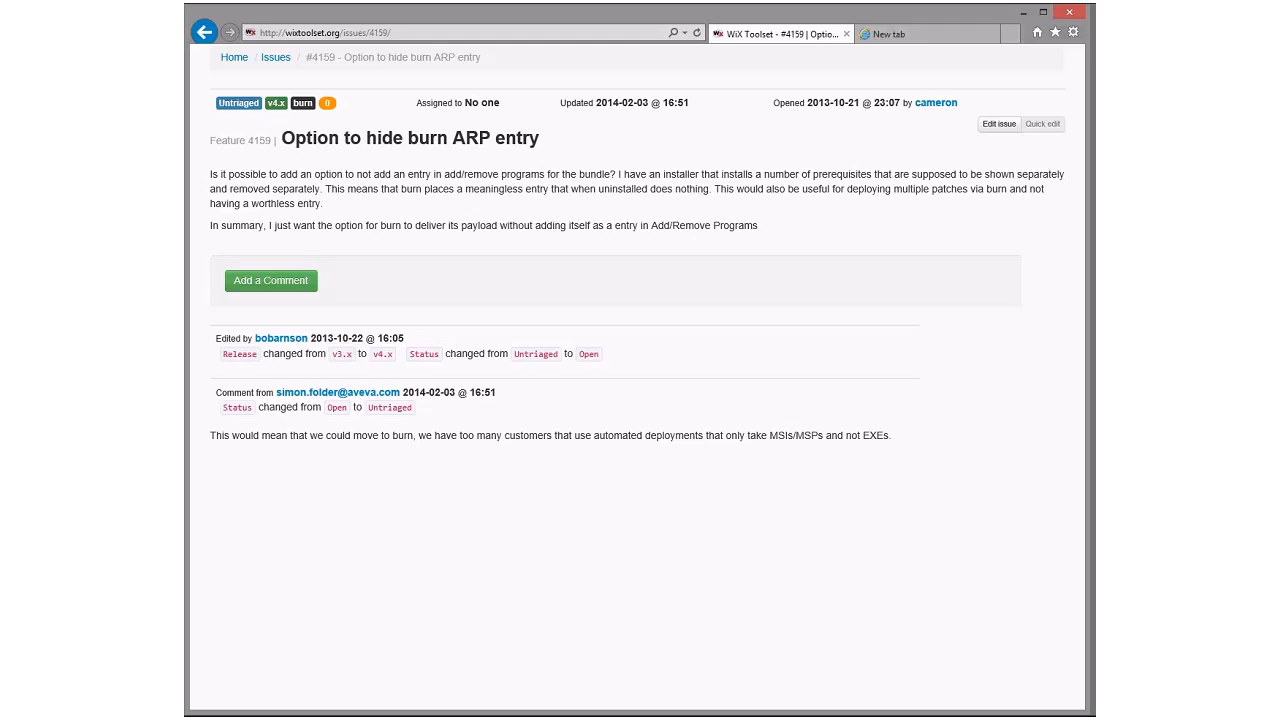 http://wixtoolset.org/issues/4159/
WiX Toolset - #4159 | Optio...
New tab
Home / Issues / #4159 - Option to hide burn ARP entry
Untriaged v4.x burn 0 Assigned to No one Updated 2014-02-03 @ 16:51 Opened 2013-10-21 @ 23:07 by cameron
Edit issue Quick edit
Feature 4159 | Option to hide burn ARP entry
Is it possible to add an option to not add an entry in add/remove programs for the bundle? I have an installer that installs a number of prerequisites that are supposed to be shown separately
and removed separately. This means that burn places a meaningless entry that when uninstalled does nothing. This would also be useful for deploying multiple patches via burn and not
having a worthless entry.
In summary, I just want the option for burn to deliver its payload without adding itself as a entry in Add/Remove Programs
Add a Comment
Edited by bobarnson 2013-10-22 @ 16:05
Release changed from v3.x to v4.x Status changed from Untriaged to Open
Comment from simon.folder@aveva.com 2014-02-03 @ 16:51
Status changed from Open to Untriaged
This would mean that we could move to burn, we have too many customers that use automated deployments that only take MSIs/MSPs and not EXEs.